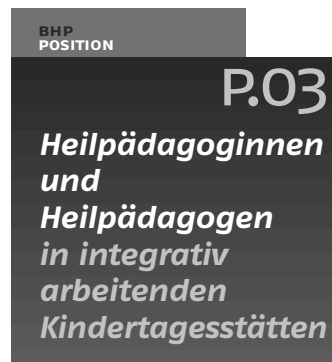 BHP
POSITION
P.03
Heilpädagoginnen
und
Heilpädagogen
in integrativ
arbeitenden
Kindertagesstätten